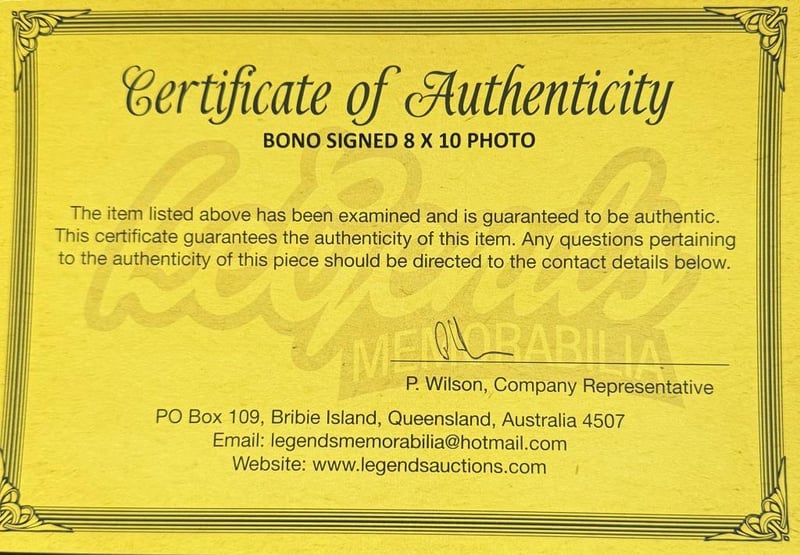 Certificate of Authenticity
BONO SIGNED 8 X 10 PHOTO
Legends
MEMORABILIA
The item listed above has been examined and is guaranteed to be authentic.
This certificate guarantees the authenticity of this item. Any questions pertaining
to the authenticity of this piece should be directed to the contact details below.
P. Wilson, Company Representative
PO Box 109, Bribie Island, Queensland, Australia 4507
Email: legendsmemorabilia@hotmail.com
Website: www.legendsauctions.com